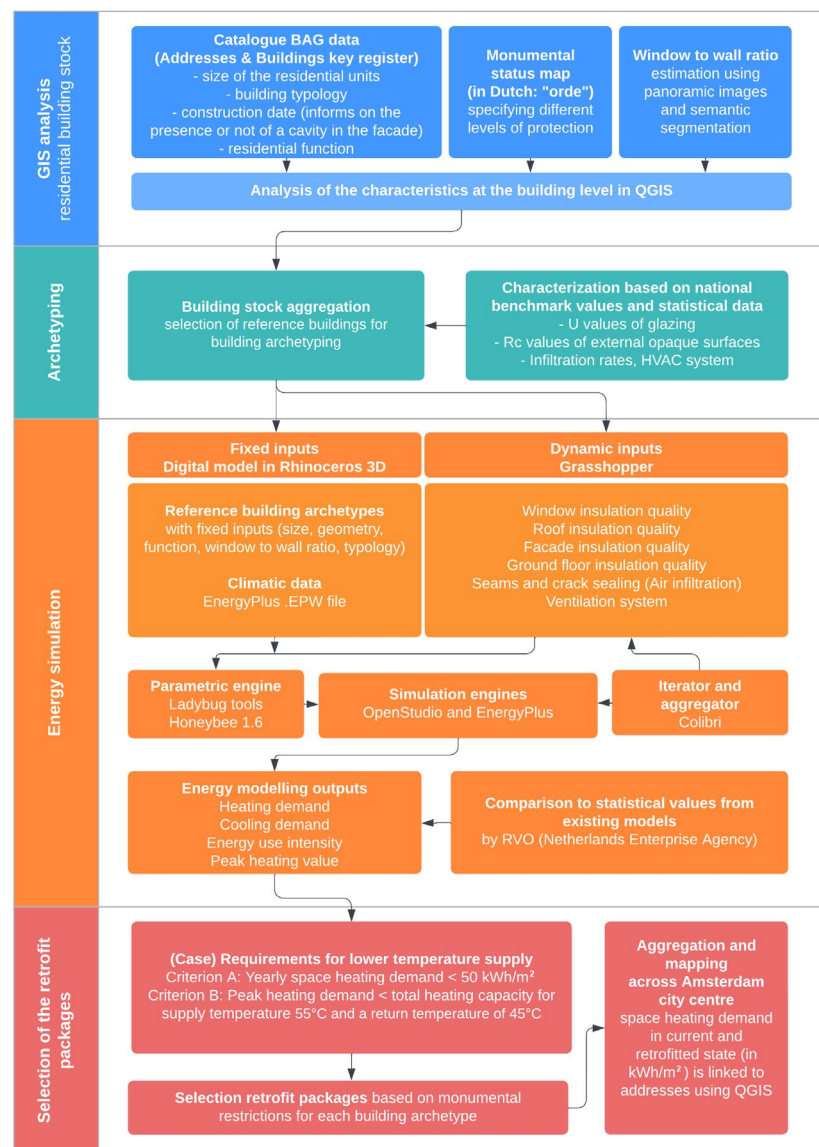 GIS analysis
residential building stock
Catalogue BAG data
(Addresses & Buildings key register)
- size of the residential units
- building typology
- construction date (informs on the
presence or not of a cavity in the facade)
- residential function
Monumental
status map
(in Dutch: "orde")
specifying different
levels of protection
Window to wall ratio
estimation using
panoramic images
and semantic
segmentation
Analysis of the characteristics at the building level in QGIS
Archetyping
Building stock aggregation
selection of reference buildings for
building archetyping
Characterization based on national
benchmark values and statistical data
- U values of glazing
- Rc values of external opaque surfaces
- Infiltration rates, HVAC system
Energy simulation
Fixed inputs
Digital model in Rhinoceros 3D
Dynamic inputs
Grasshopper
Reference building archetypes
with fixed inputs (size, geometry,
function, window to wall ratio, typology)
Climatic data
EnergyPlus .EPW file
Window insulation quality
Roof insulation quality
Facade insulation quality
Ground floor insulation quality
Seams and crack sealing (Air infiltration)
Ventilation system
Parametric engine
Ladybug tools
Honeybee 1.6
Simulation engines
OpenStudio and EnergyPlus
Iterator and
aggregator
Colibri
Energy modelling outputs
Heating demand
Cooling demand
Energy use intensity
Peak heating value
Comparison to statistical values from
existing models
by RVO (Netherlands Enterprise Agency)
Selection of the retrofit
packages
(Case) Requirements for lower temperature supply
Criterion A: Yearly space heating demand < 50 kWh/m²
Criterion B: Peak heating demand < total heating capacity for
supply temperature 55°C and a return temperature of 45°C
Selection retrofit packages based on monumental
restrictions for each building archetype
Aggregation and
mapping
across Amsterdam
city centre
space heating demand
in current and
retrofitted state (in
kWh/m² ) is linked to
addresses using QGIS